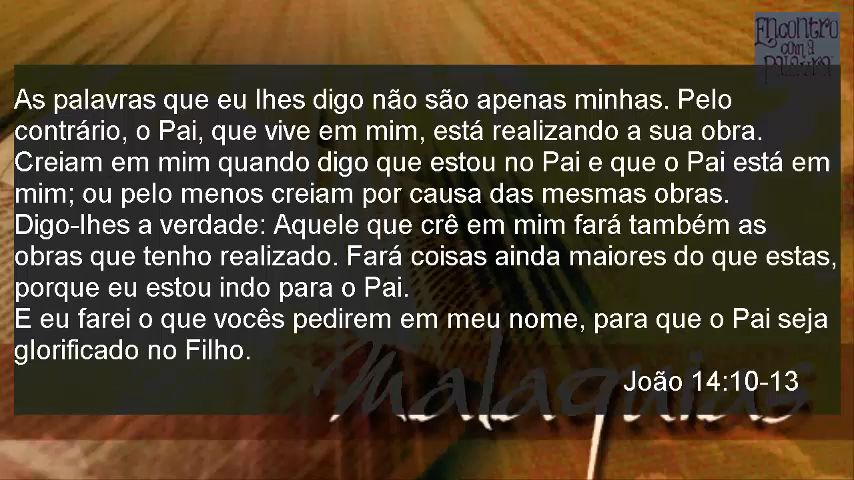 Encontro
com a
Palavra
As palavras que eu lhes digo não são apenas minhas. Pelo
contrário, o Pai, que vive em mim, está realizando a sua obra.
Creiam em mim quando digo que estou no Pai e que o Pai está em
mim; ou pelo menos creiam por causa das mesmas obras.
Digo-lhes a verdade: Aquele que crê em mim fará também as
obras que tenho realizado. Fará coisas ainda maiores do que estas,
porque eu estou indo para o Pai.
E eu farei o que vocês pedirem em meu nome, para que o Pai seja
glorificado no Filho.
João 14:10-13
Malaquias